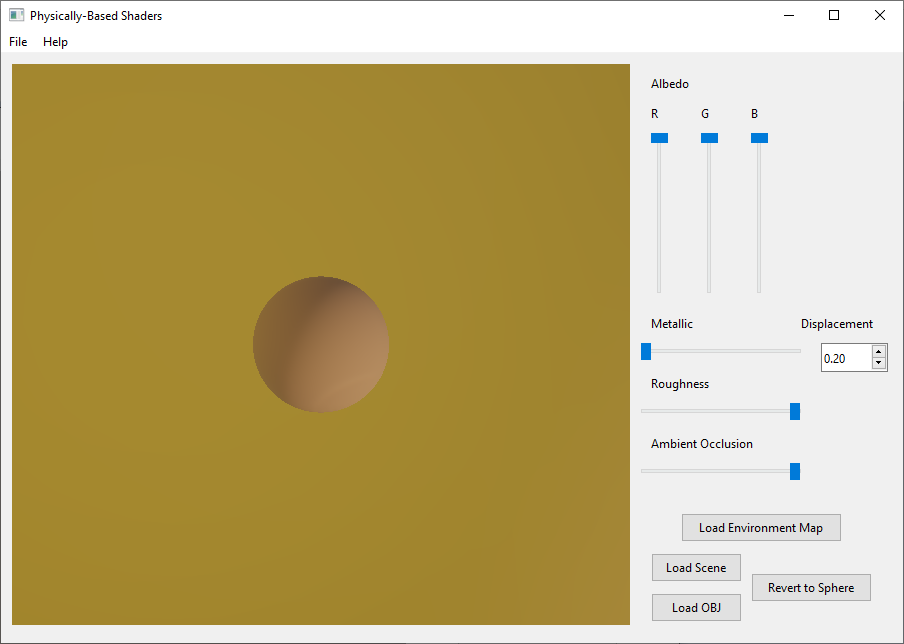 Physically-Based Shaders
File Help
Albedo
R G B
Metallic Displacement
0.20
Roughness
Ambient Occlusion
Load Environment Map
Load Scene
Revert to Sphere
Load OBJ